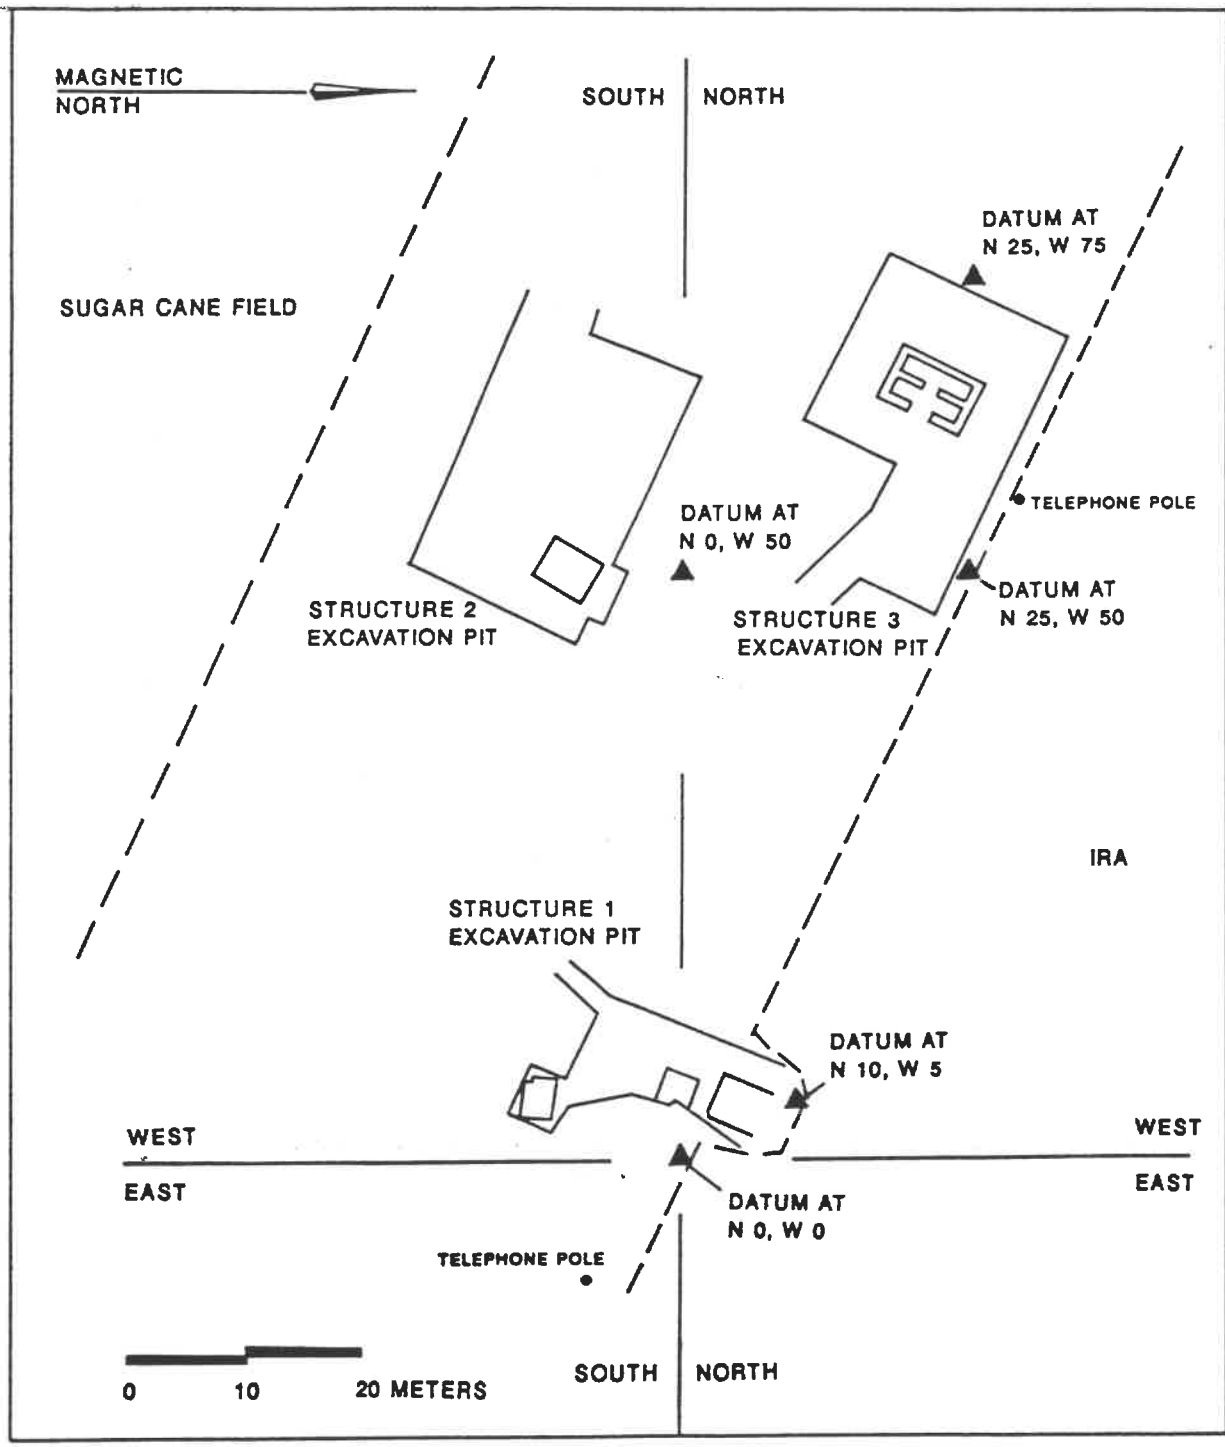 MAGNETIC
NORTH
SOUTH NORTH
DATUM AT
N 25, W 75
SUGAR CANE FIELD
TELEPHONE POLE
DATUM AT
N 0, W 50
DATUM AT
N 25, W 50
STRUCTURE 2
EXCAVATION PIT
STRUCTURE 3
EXCAVATION PIT
IRA
STRUCTURE 1
EXCAVATION PIT
DATUM AT
N 10, W 5
WEST
WEST
EAST
EAST
DATUM AT
N 0, W 0
TELEPHONE POLE
SOUTH NORTH
0 10 20 METERS